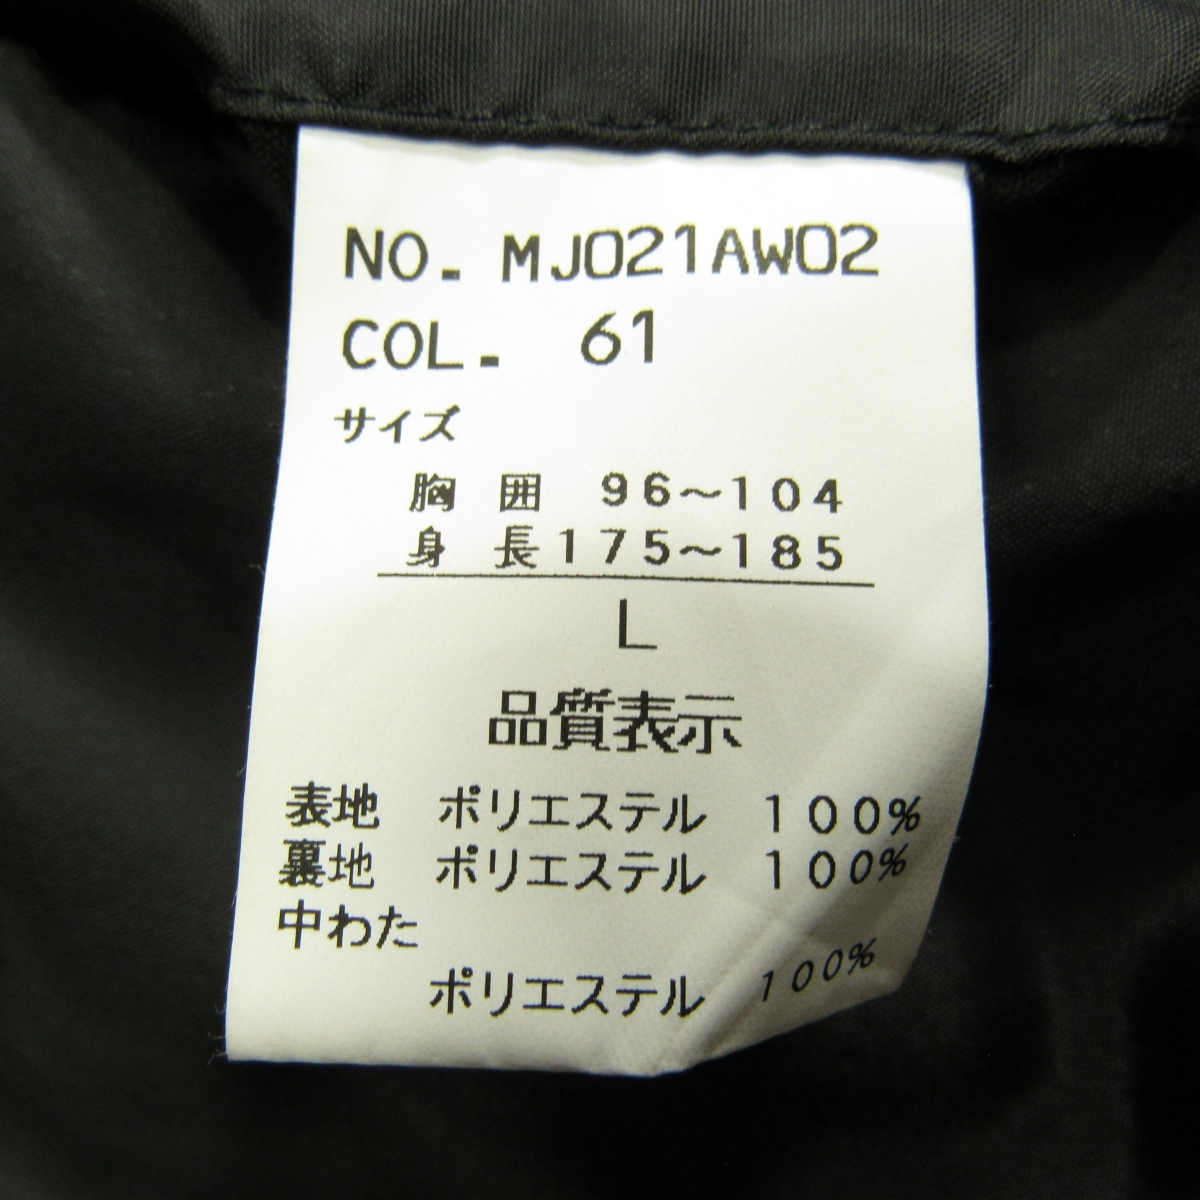 NO. MJ021AW02
COL. 61
サイズ
胸 囲 96～104
身 長175～185
L
品質表示
表地 ポリエステル 100%
裏地 ポリエステル 100%
中わた
ポリエステル 100%